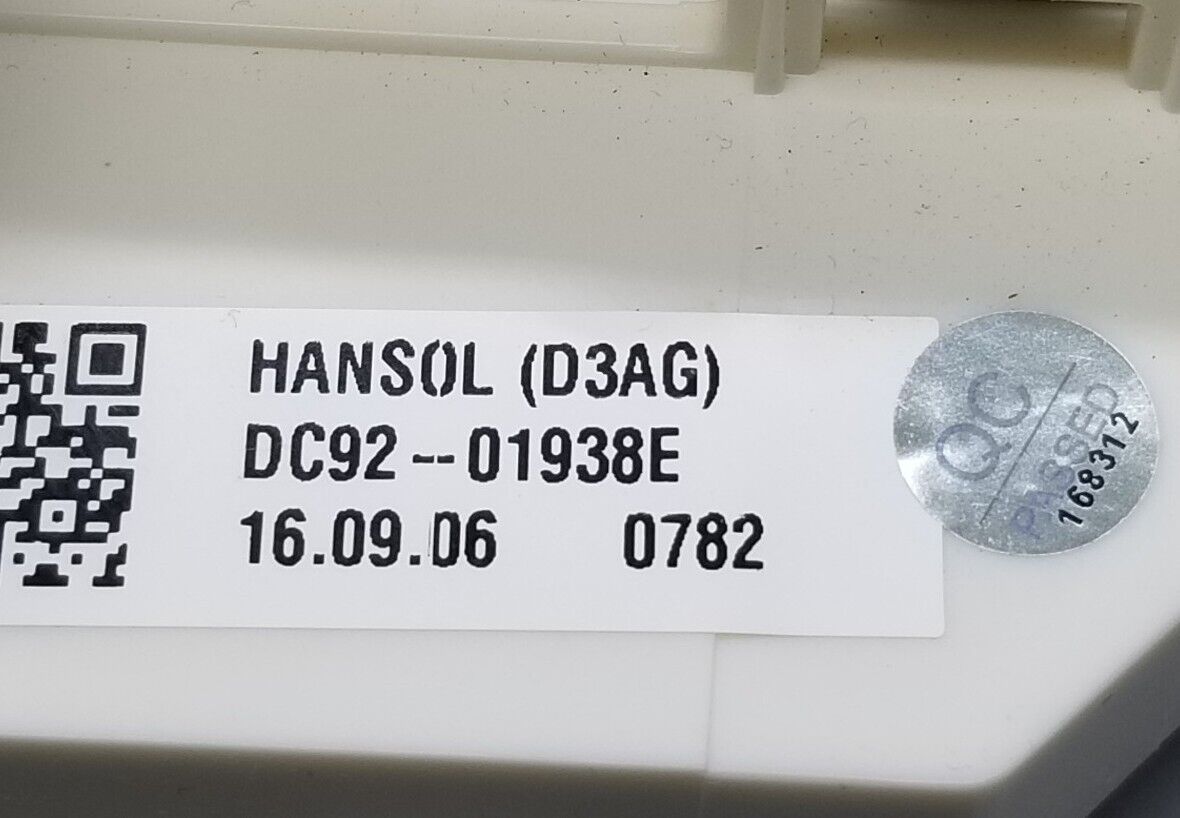 HANSOL (D3AG)
DC92--01938E
16.09.06 0782
QC
PASSED
168312